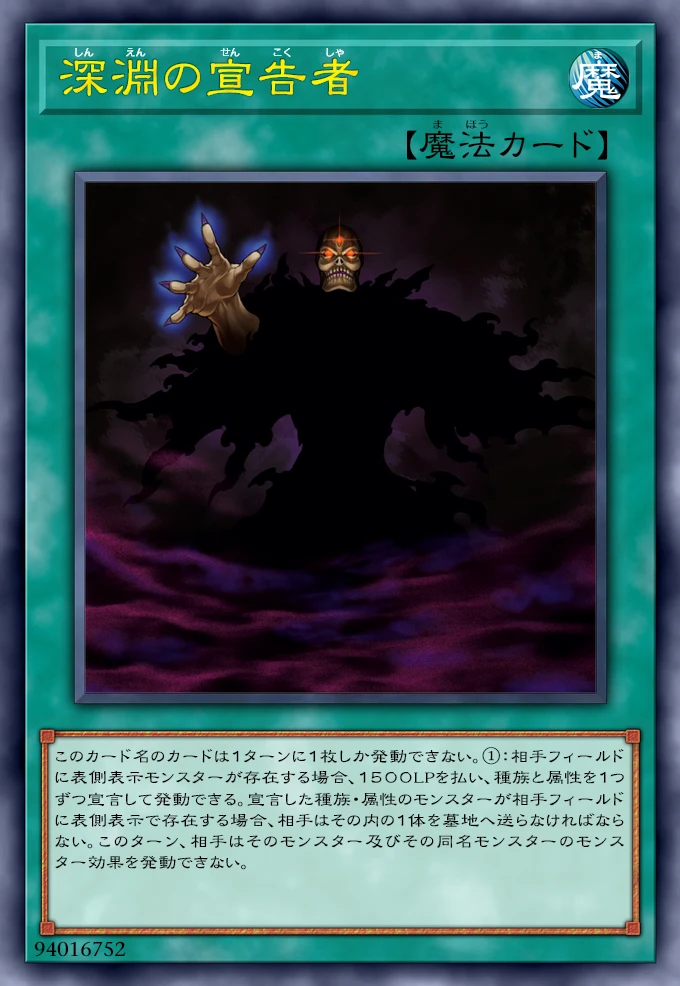 しん えん せん こく しゃ
深淵の宣告者
ま
魔
ま ほう
【魔法カード】
このカード名のカードは1ターンに1枚しか発動できない。①:相手フィールド
に表側表示モンスターが存在する場合、1500LPを払い、種族と属性を1つ
ずつ宣言して発動できる。宣言した種族・属性のモンスターが相手フィールド
に表側表示で存在する場合、相手はその内の1体を墓地へ送らなければなら
ない。このターン、相手はそのモンスター及びその同名モンスターのモンス
ター効果を発動できない。
94016752